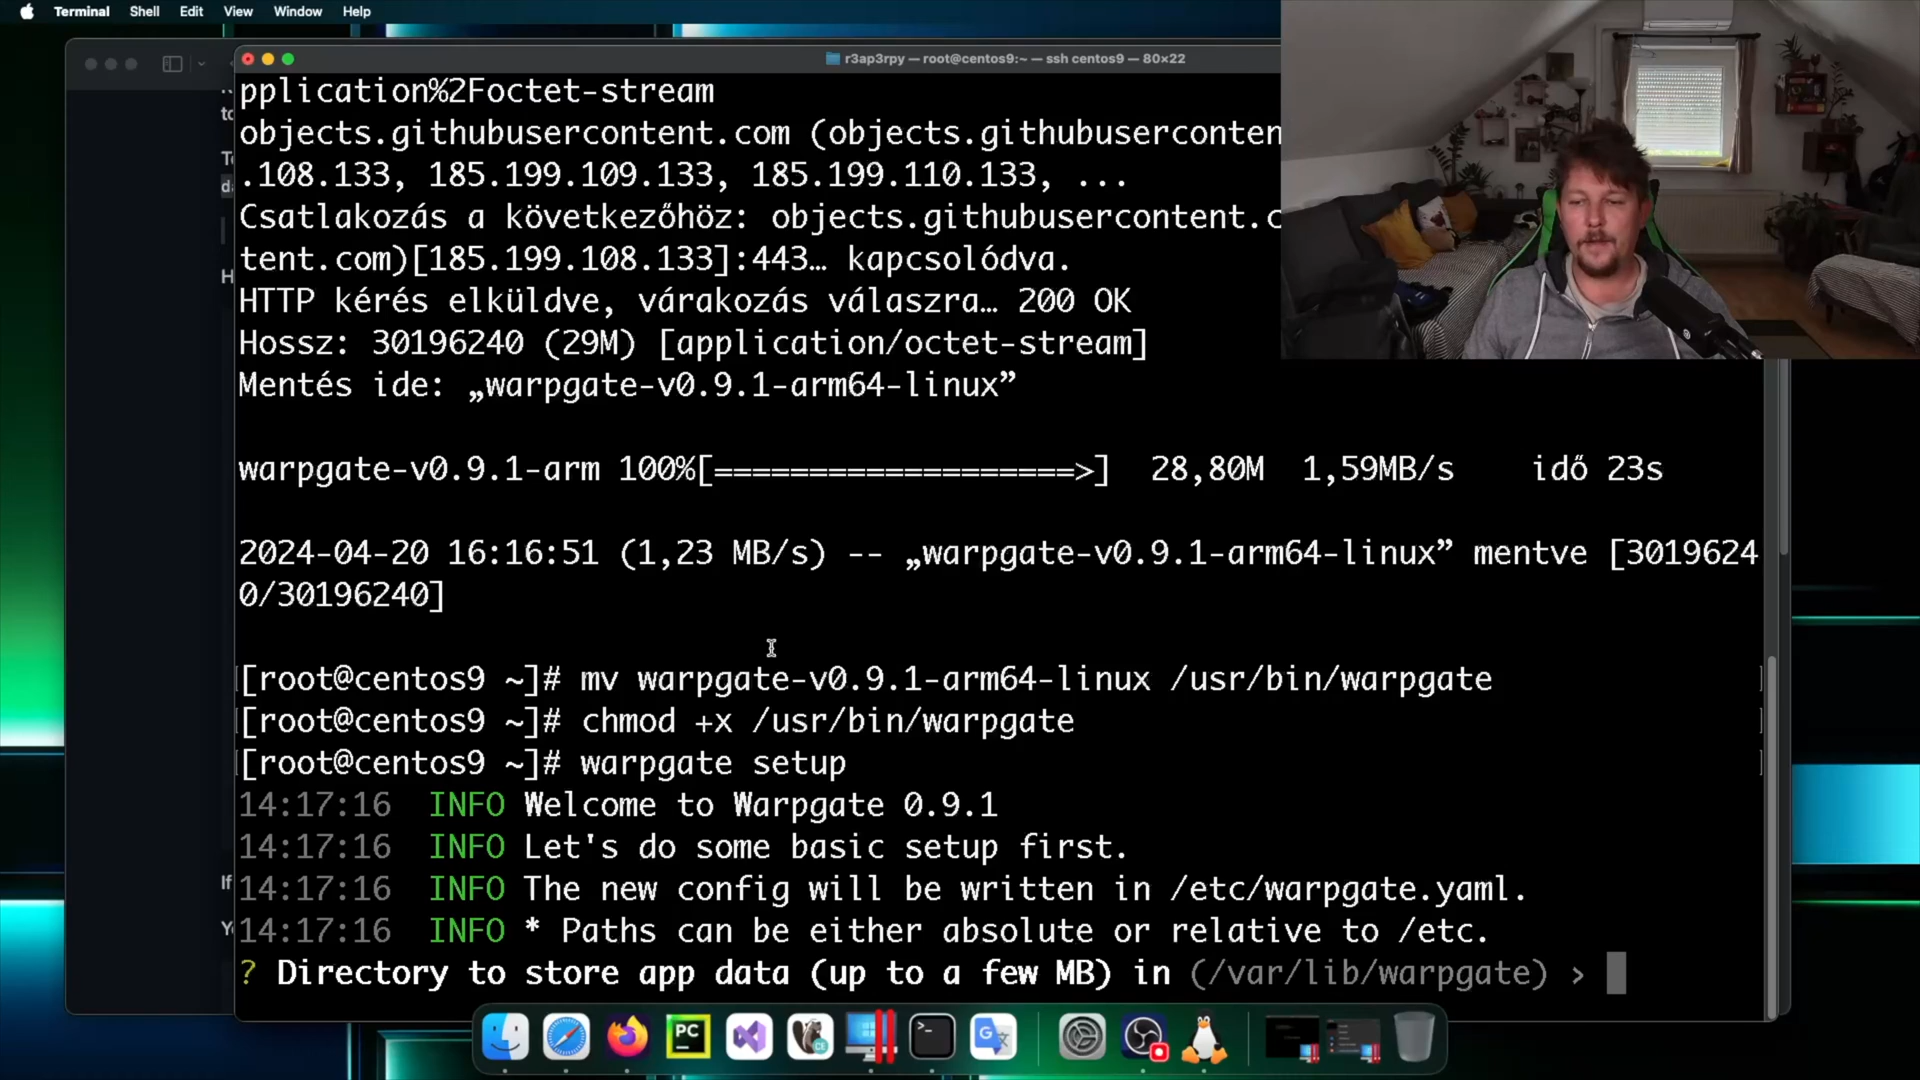 Terminal Shell Edit View Window Help
r3ap3rpy — root@centos9:~ — ssh centos9 — 80×22
pplication%2Foctet-stream
objects.githubusercontent.com (objects.githubuserconten
.108.133, 185.199.109.133, 185.199.110.133, ...
Csatlakozás a következőhöz: objects.githubusercontent.c
tent.com)[185.199.108.133]:443… kapcsolódva.
HTTP kérés elküldve, várakozás válaszra… 200 OK
Hossz: 30196240 (29M) [application/octet-stream]
Mentés ide: „warpgate-v0.9.1-arm64-linux”
warpgate-v0.9.1-arm 100%[===================>] 28,80M 1,59MB/s idő 23s
2024-04-20 16:16:51 (1,23 MB/s) -- „warpgate-v0.9.1-arm64-linux” mentve [3019624
0/30196240]
[root@centos9 ~]# mv warpgate-v0.9.1-arm64-linux /usr/bin/warpgate
[root@centos9 ~]# chmod +x /usr/bin/warpgate
[root@centos9 ~]# warpgate setup
14:17:16 INFO Welcome to Warpgate 0.9.1
14:17:16 INFO Let's do some basic setup first.
14:17:16 INFO The new config will be written in /etc/warpgate.yaml.
14:17:16 INFO * Paths can be either absolute or relative to /etc.
? Directory to store app data (up to a few MB) in (/var/lib/warpgate) ›
PC
CE